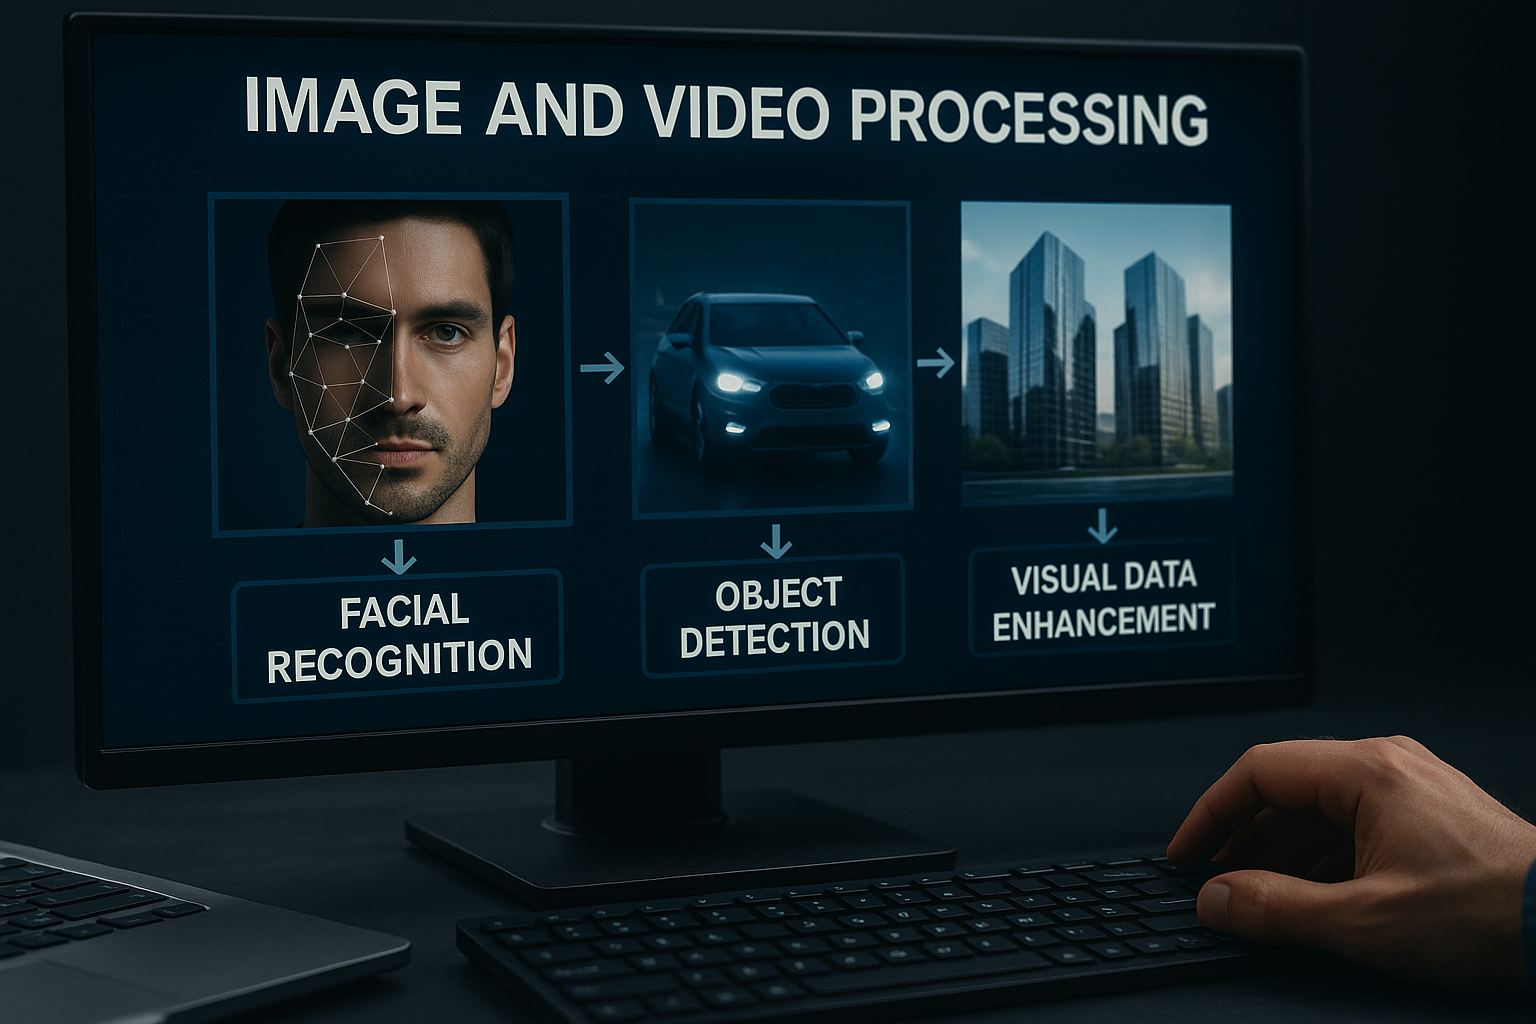 IMAGE AND VIDEO PROCESSING
FACIAL
RECOGNITION
OBJECT
DETECTION
VISUAL DATA
ENHANCEMENT